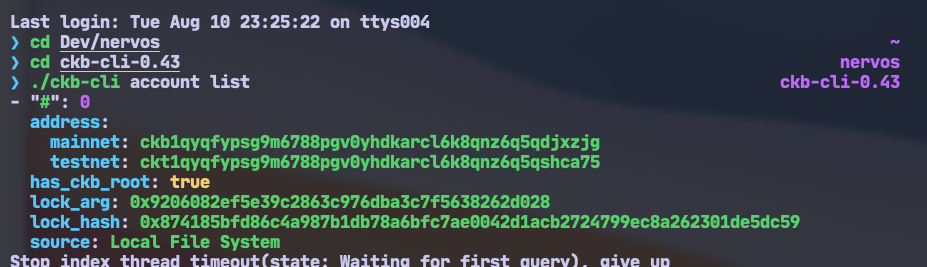 Last login: Tue Aug 10 23:25:22 on ttys004
❯ cd Dev/nervos ~
❯ cd ckb-cli-0.43 nervos
❯ ./ckb-cli account list ckb-cli-0.43
- "#": 0
address:
mainnet: ckb1qyqfypsg9m6788pgv0yhdkarcl6k8qnz6q5qdjxzjg
testnet: ckt1qyqfypsg9m6788pgv0yhdkarcl6k8qnz6q5qshca75
has_ckb_root: true
lock_arg: 0x9206082ef5e39c2863c976dba3c7f5638262d028
lock_hash: 0x874185bfd86c4a987b1db78a6bfc7ae0042d1acb2724799ec8a262301de5dc59
source: Local File System
Stop index thread timeout(state: Waiting for first query), give up